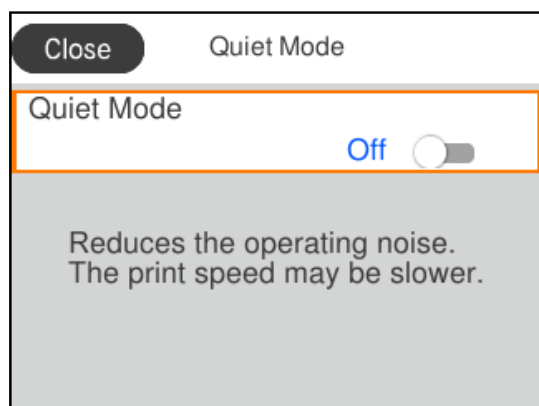 Close Quiet Mode
Quiet Mode
Off
Reduces the operating noise.
The print speed may be slower.